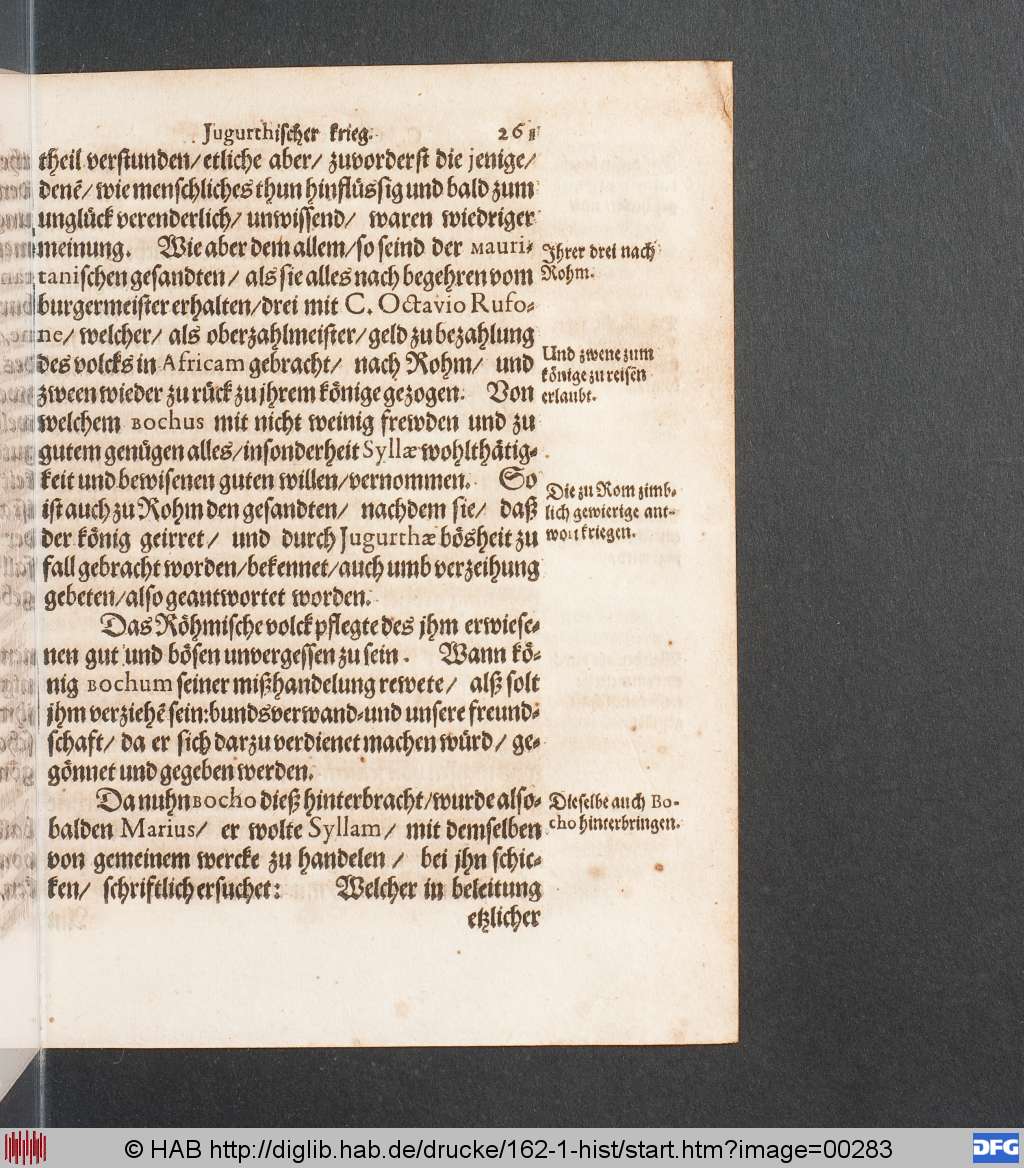 Jugurthischer krieg. 261
theil verstunden/etliche aber/ zuvorderst die jenige/
denē/ wie menschliches thun hinflüssig und bald zum
unglück verenderlich/ unwissend/ waren wiedriger
meinung. Wie aber dem allem/so seind der Mauri-
tanischen gesandten/ als sie alles nach begehren vom
burgermeister erhalten/drei mit C. Octavio Rufo-
ne/ welcher/ als oberzahlmeister/geld zu bezahlung
des volcks in Africam gebracht/ nach Rohm/ und
zween wieder zu rück zu jhrem könige gezogen. Von
welchem Bochus mit nicht weinig frewden und zu
gutem genügen alles/insonderheit Syllæ wohlthätig-
keit und bewisenen guten willen/vernommen. So
ist auch zu Rohm den gesandten/ nachdem sie/ daß
der könig geirret/ und durch Jugurthæ bösheit zu
fall gebracht worden/bekennet/auch umb verzeihung
gebeten/also geantwortet worden.
Das Röhmische volck pflegte des jhm erwiese-
nen gut und bösen unvergessen zu sein. Wann kö-
nig Bochum seiner mißhandelung rewete/ alß solt
jhm verziehē sein: bundsverwand- und unsere freund-
schaft/ da er sich darzu verdienet machen würd/ ge-
gönnet und gegeben werden.
Da nuhn Bocho dieß hinterbracht/wurde also-
balden Marius/ er wolte Syllam/ mit demselben
von gemeinem wercke zu handelen/ bei jhn schic-
ken/ schriftlich ersuchet: Welcher in beleitung
etzlicher
Jhrer drei nach
Rohm.
Und zwene zum
könige zu reisēn
erlaubt.
Die zu Rom zimb-
lich gewierige ant-
wort kriegen.
Dieselbe auch Bo-
cho hinterbringen.
© HAB http://diglib.hab.de/drucke/162-1-hist/start.htm?image=00283
DFG